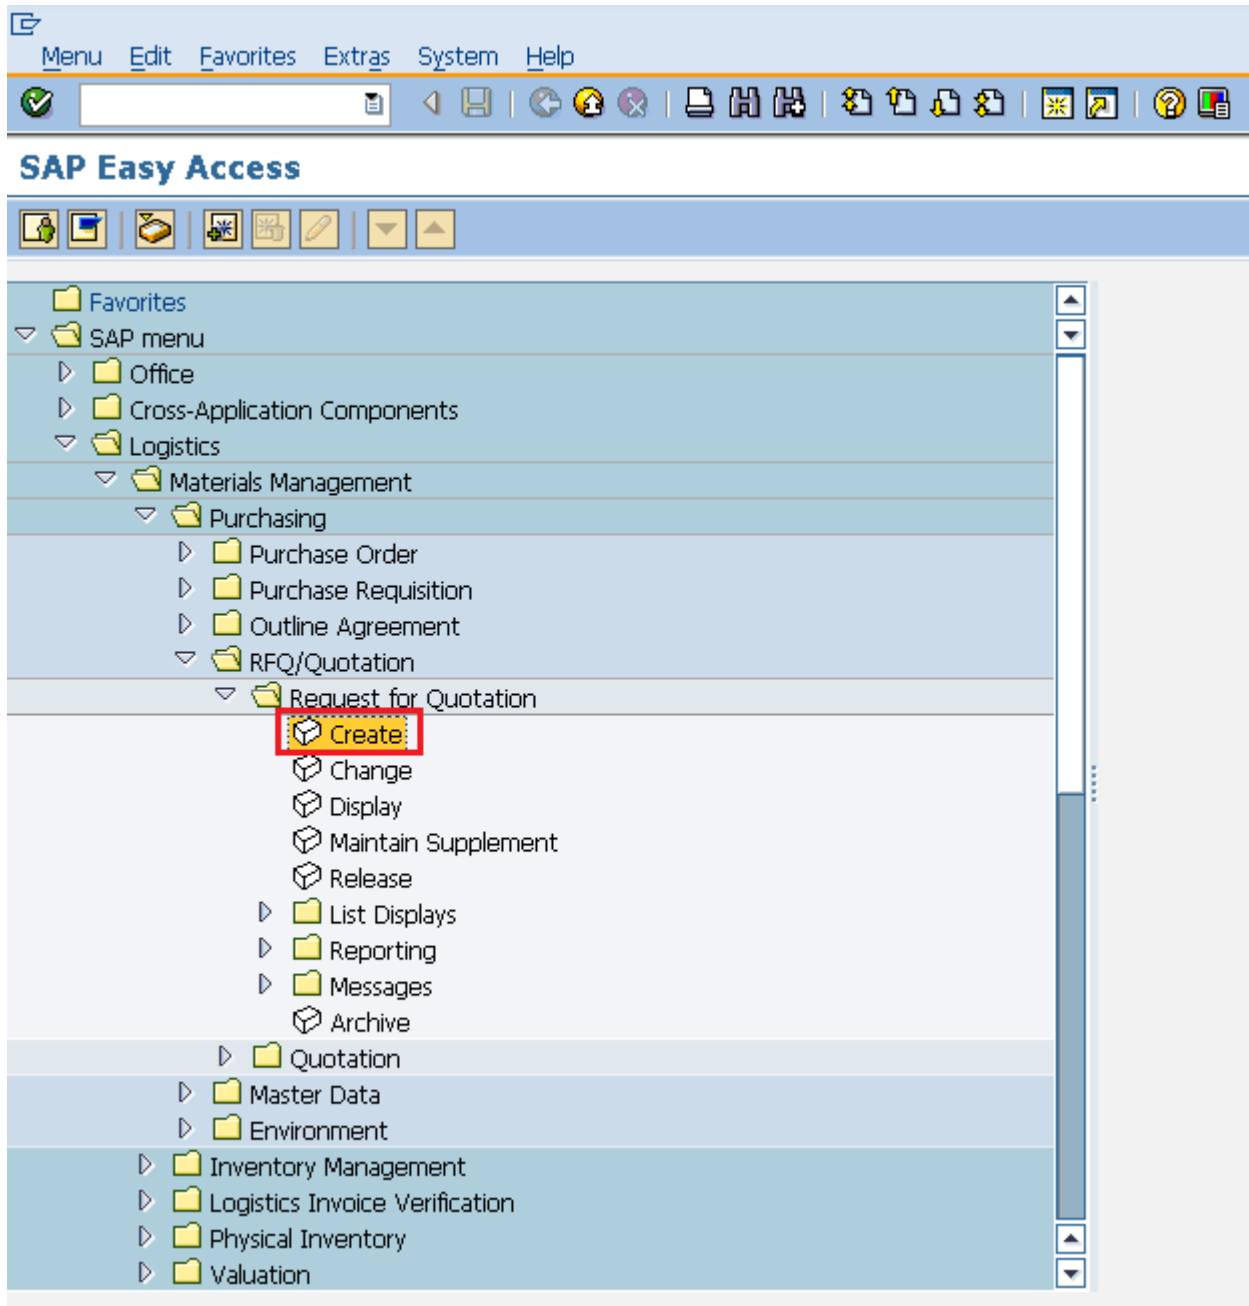 Menu Edit Favorites Extras System Help
SAP Easy Access
Favorites
SAP menu
Office
Cross-Application Components
Logistics
Materials Management
Purchasing
Purchase Order
Purchase Requisition
Outline Agreement
RFQ/Quotation
Request for Quotation
Create
Change
Display
Maintain Supplement
Release
List Displays
Reporting
Messages
Archive
Quotation
Master Data
Environment
Inventory Management
Logistics Invoice Verification
Physical Inventory
Valuation